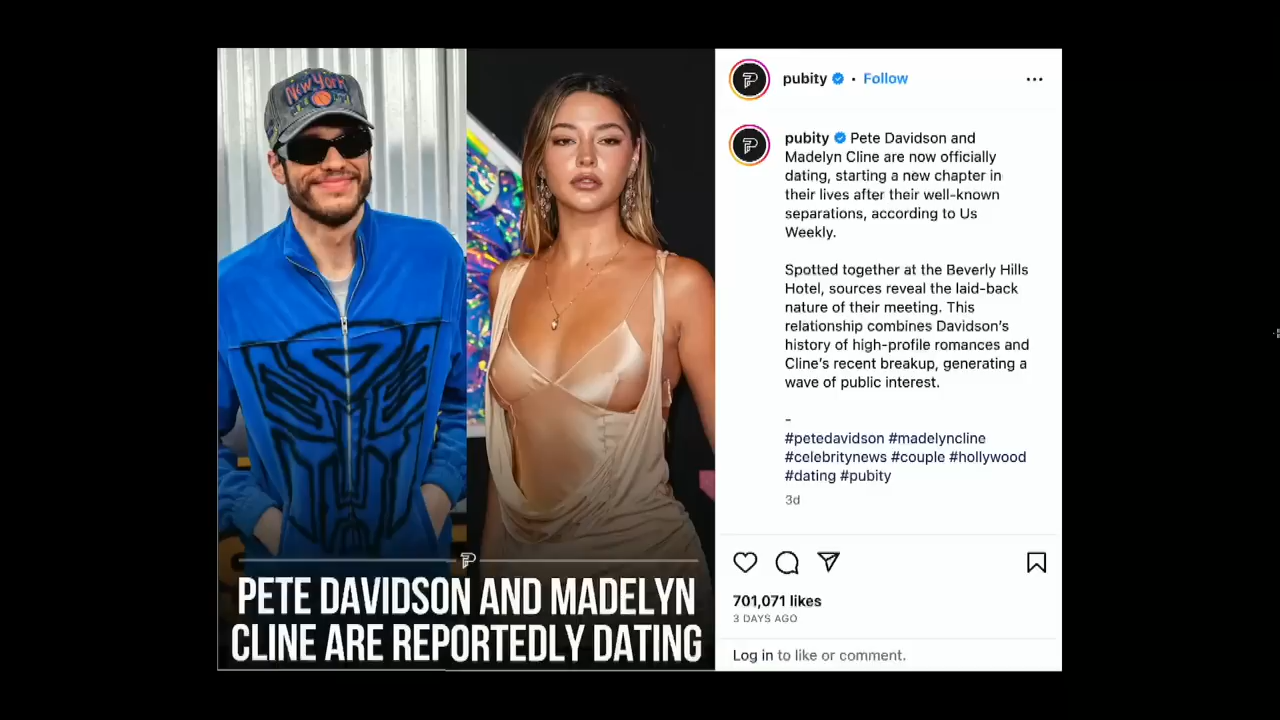 New York
PETE DAVIDSON AND MADELYN
CLINE ARE REPORTEDLY DATING
pubity • Follow
pubity Pete Davidson and
Madelyn Cline are now officially
dating, starting a new chapter in
their lives after their well-known
separations, according to Us
Weekly.
Spotted together at the Beverly Hills
Hotel, sources reveal the laid-back
nature of their meeting. This
relationship combines Davidson’s
history of high-profile romances and
Cline’s recent breakup, generating a
wave of public interest.
-
#petedavidson #madelyncline
#celebritynews #couple #hollywood
#dating #pubity
3d
701,071 likes
3 DAYS AGO
Log in to like or comment.